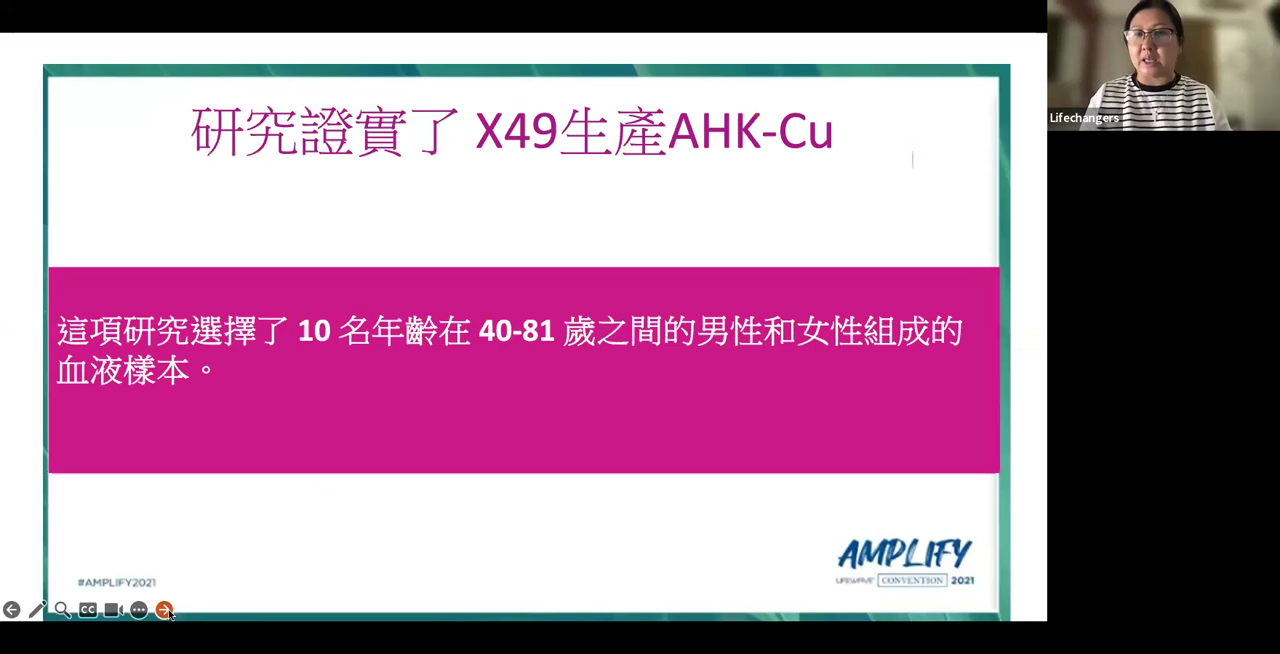 研究證實了 X49生產AHK-Cu
Lifechangers
這項研究選擇了 10 名年齡在 40-81 歲之間的男性和女性組成的
血液樣本。
AMPLIFY
LIFEWAVE CONVENTION 2021
#AMPLIFY2021
CC